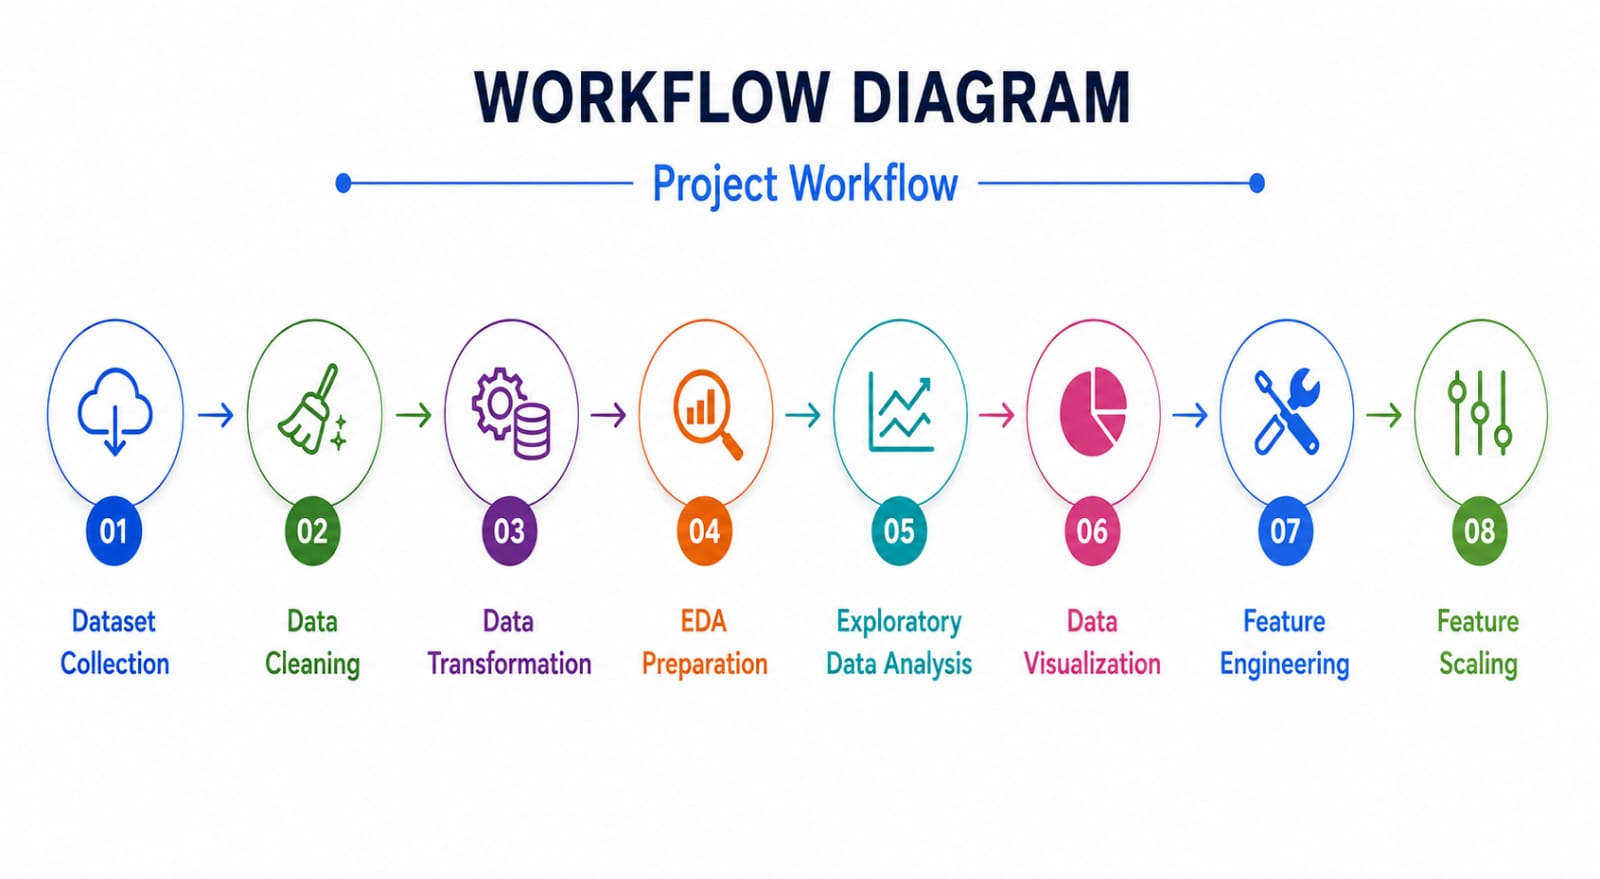 WORKFLOW DIAGRAM
Project Workflow
01
02
03
04
05
06
07
08
Dataset
Collection
Data
Cleaning
Data
Transformation
EDA
Preparation
Exploratory
Data Analysis
Data
Visualization
Feature
Engineering
Feature
Scaling